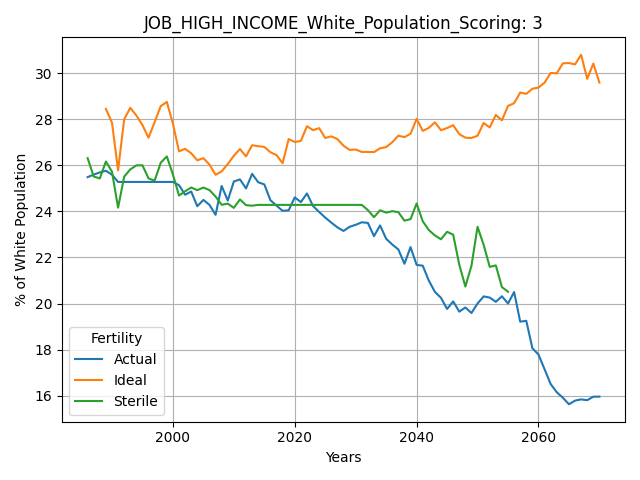 JOB_HIGH_INCOME_White_Population_Scoring: 3
% of White Population
30
28
26
24
22
20
18
16
Fertility
Actual
Ideal
Sterile
2000
2020
2040
2060
Years